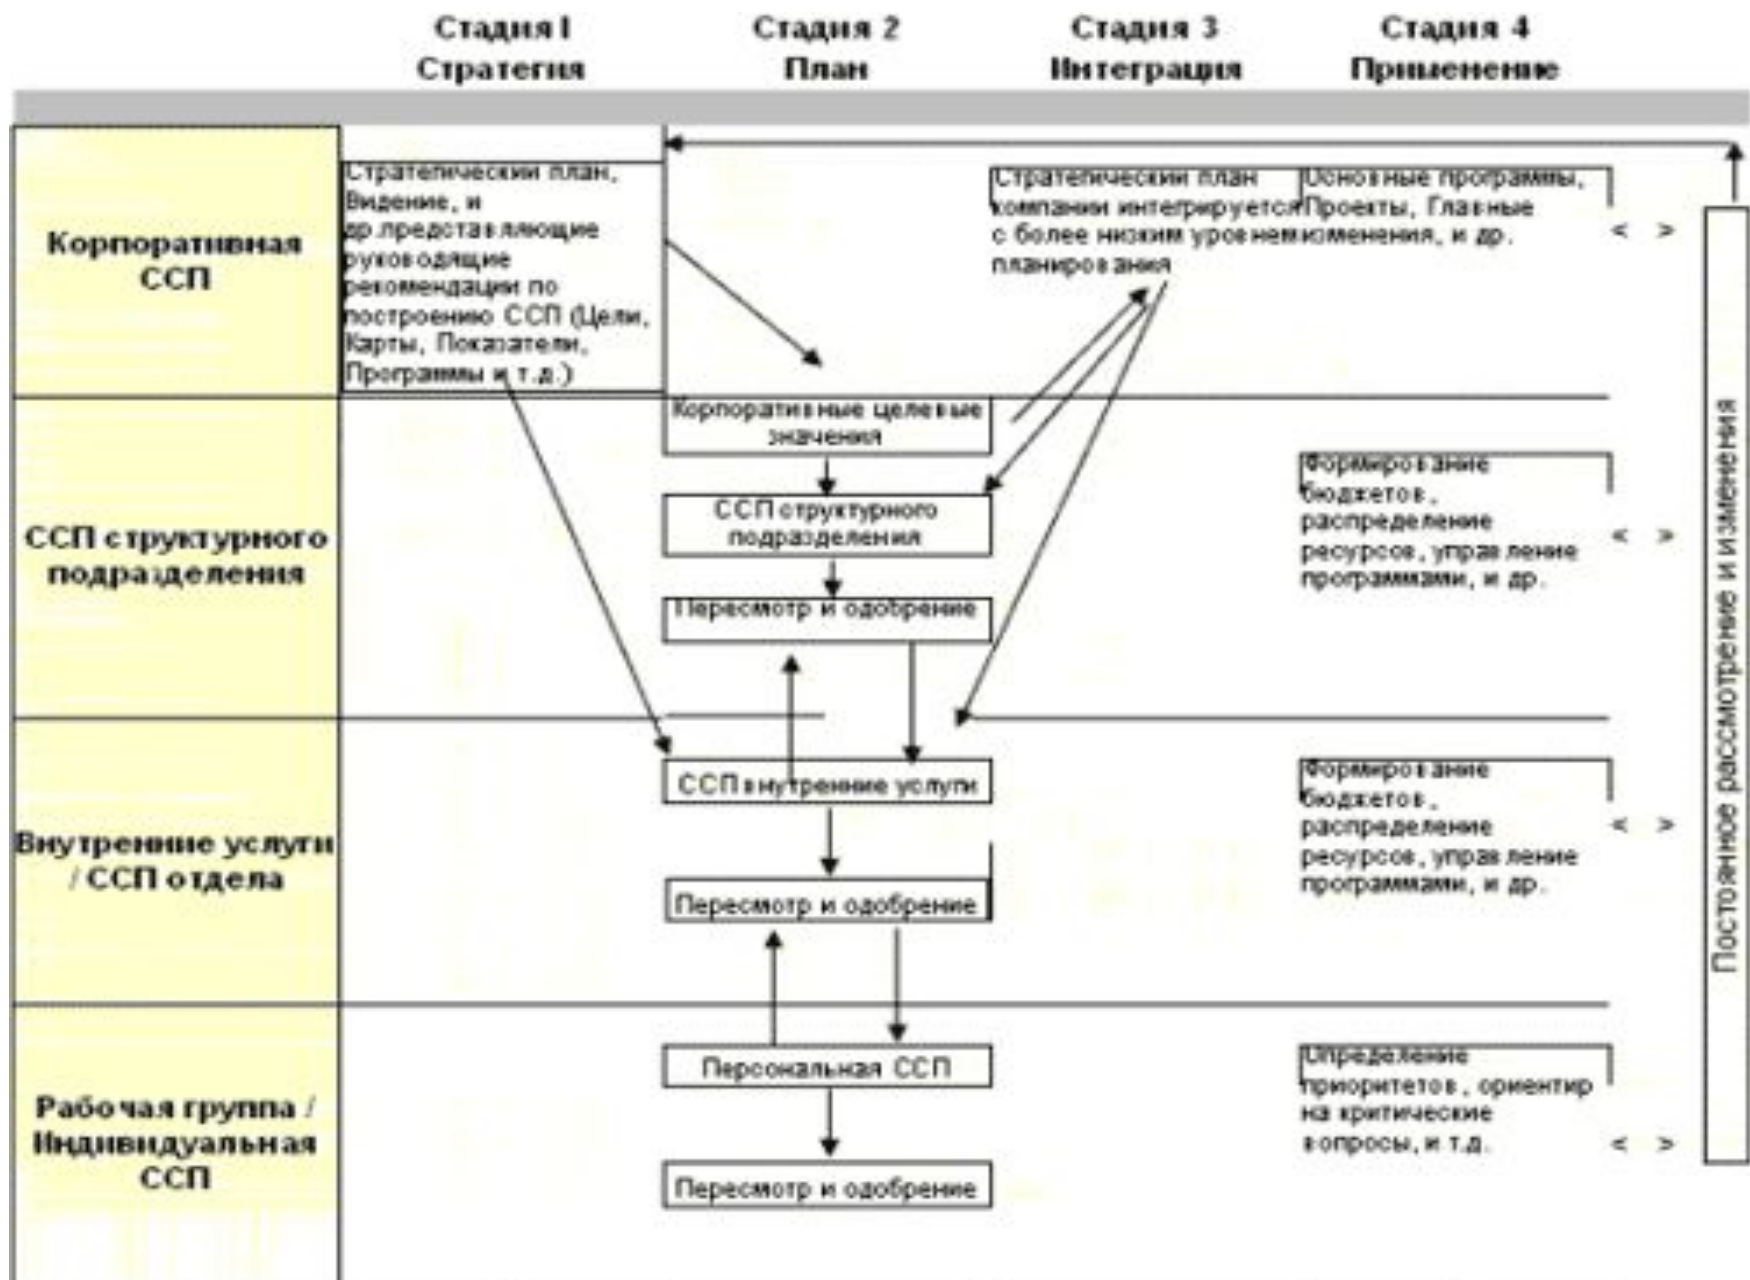 Стадия I
Стратегия
Стадия 2
План
Стадия 3
Интеграция
Стадия 4
Применение
Корпоративная
ССП
Стратегический план,
Видение, и
др.представляющие
руководящие
рекомендации по
построению ССП (Цели,
Карты, Показатели,
Программы и т.д.)
Стратегический план
компании интегрируется
с более низким уровнем
планирования
Основные программы,
Проекты, Главные
изменения, и др.
< >
Корпоративные целевые
значения
ССП структурного
подразделения
ССП структурного
подразделения
Пересмотр и одобрение
Формирование
бюджетов,
распределение
ресурсов, управление
программами, и др.
< >
Внутренние услуги
/ ССП отдела
ССП внутренние услуги
Пересмотр и одобрение
Формирование
бюджетов,
распределение
ресурсов, управление
программами, и др.
< >
Рабочая группа /
Индивидуальная
ССП
Персональная ССП
Пересмотр и одобрение
Определение
приоритетов, ориентир
на критические
вопросы, и т.д.
< >
Постоянное рассмотрение и изменения